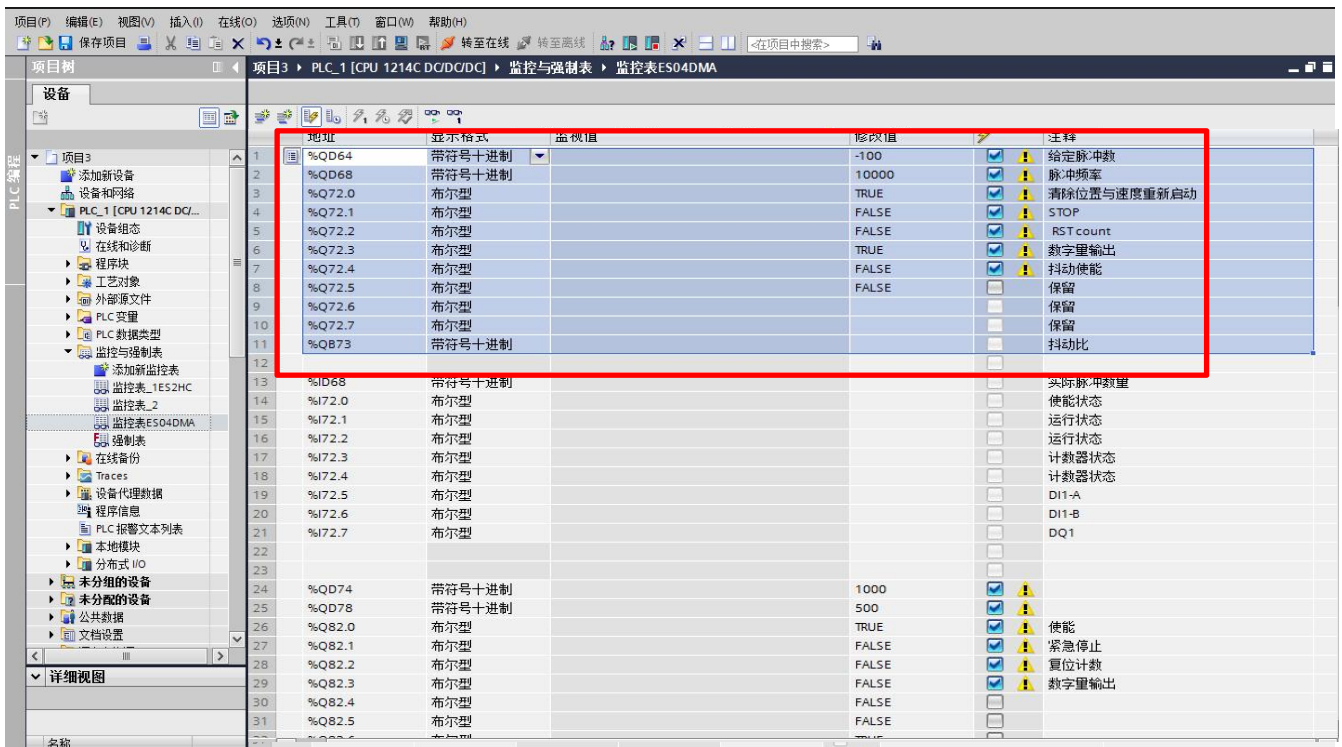 项目(P) 编辑(E) 视图(V) 插入(I) 在线(O) 选项(N) 工具(T) 窗口(W) 帮助(H)
保存项目 转至在线 转至离线 <在项目中搜索>
项目树
项目3 PLC_1 [CPU 1214C DC/DC/DC] 监控与强制表 监控表ES04DMA
设备
PLC 编程
项目3
添加新设备
设备和网络
PLC_1 [CPU 1214C DC/...
设备组态
在线和诊断
程序块
工艺对象
外部源文件
PLC 变量
PLC 数据类型
监控与强制表
添加新监控表
监控表_1ES2HC
监控表_2
监控表ES04DMA
强制表
在线备份
Traces
设备代理数据
程序信息
PLC 报警文本列表
本地模块
分布式 I/O
未分组的设备
未分配的设备
公共数据
文档设置
详细视图
名称
地址 显示格式 监视值 修改值 注释
1 %QD64 带符号十进制 -100 给定脉冲数
2 %QD68 带符号十进制 10000 脉冲频率
3 %Q72.0 布尔型 TRUE 清除位置与速度重新启动
4 %Q72.1 布尔型 FALSE STOP
5 %Q72.2 布尔型 FALSE RST count
6 %Q72.3 布尔型 TRUE 数字量输出
7 %Q72.4 布尔型 FALSE 抖动使能
8 %Q72.5 布尔型 FALSE 保留
9 %Q72.6 布尔型 保留
10 %Q72.7 布尔型 保留
11 %QB73 带符号十进制 抖动比
12
13 %ID68 带符号十进制 实际脉冲数量
14 %I72.0 布尔型 使能状态
15 %I72.1 布尔型 运行状态
16 %I72.2 布尔型 运行状态
17 %I72.3 布尔型 计数器状态
18 %I72.4 布尔型 计数器状态
19 %I72.5 布尔型 DI1-A
20 %I72.6 布尔型 DI1-B
21 %I72.7 布尔型 DQ1
22
23
24 %QD74 带符号十进制 1000
25 %QD78 带符号十进制 500
26 %Q82.0 布尔型 TRUE 使能
27 %Q82.1 布尔型 FALSE 紧急停止
28 %Q82.2 布尔型 FALSE 复位计数
29 %Q82.3 布尔型 FALSE 数字量输出
30 %Q82.4 布尔型 FALSE
31 %Q82.5 布尔型 FALSE